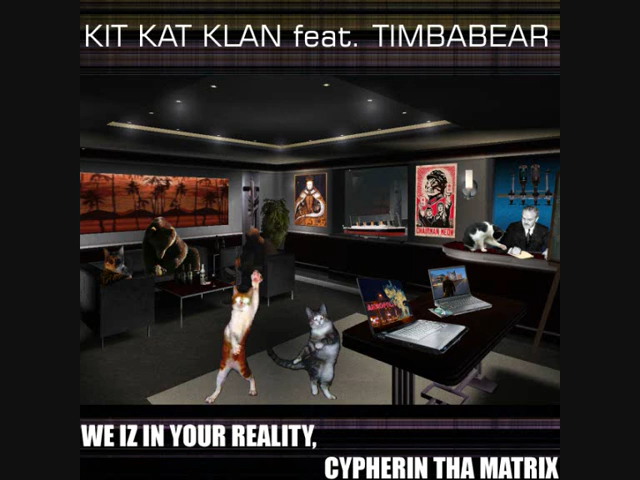 KIT KAT KLAN feat. TIMBABEAR
CHAIRMAN MEOW
WE IZ IN YOUR REALITY,
CYPHERIN THA MATRIX